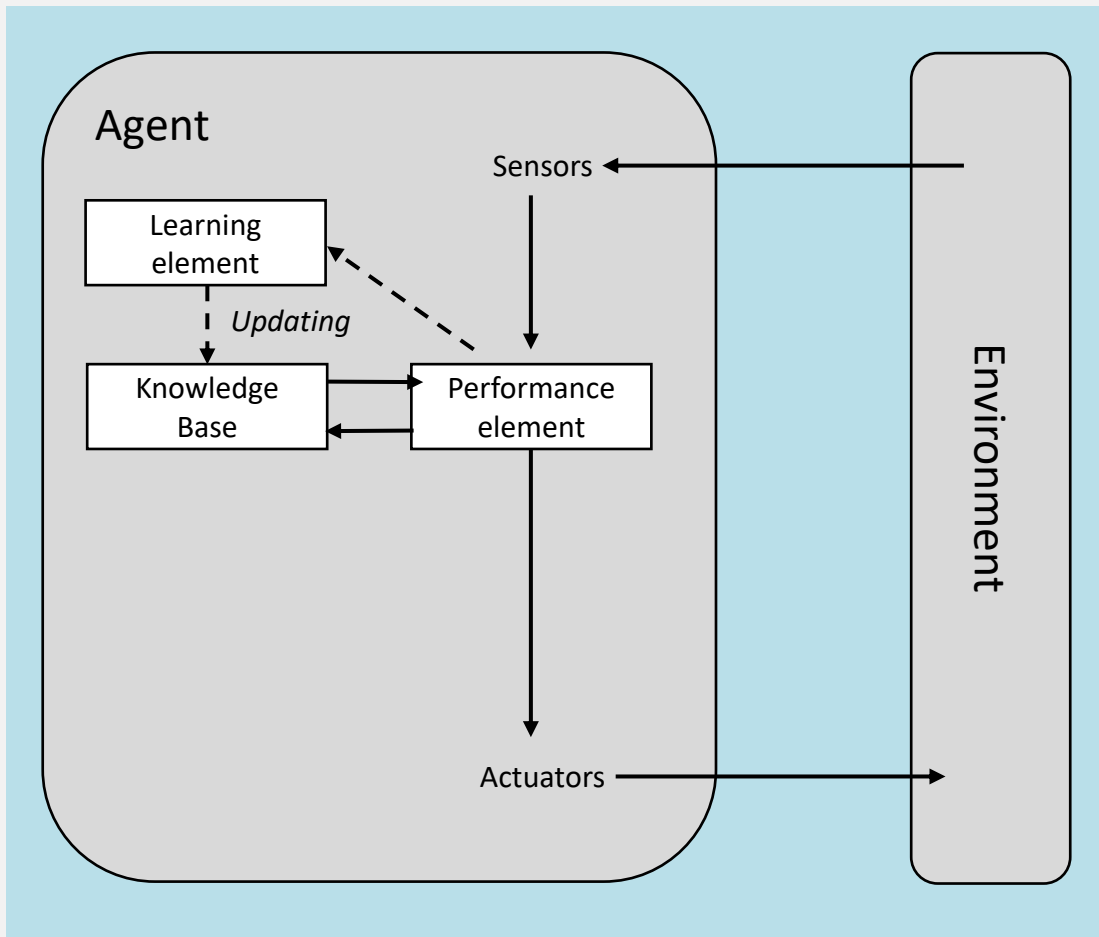 Agent
Sensors
Learning
element
Updating
Knowledge
Base
Performance
element
Environment
Actuators